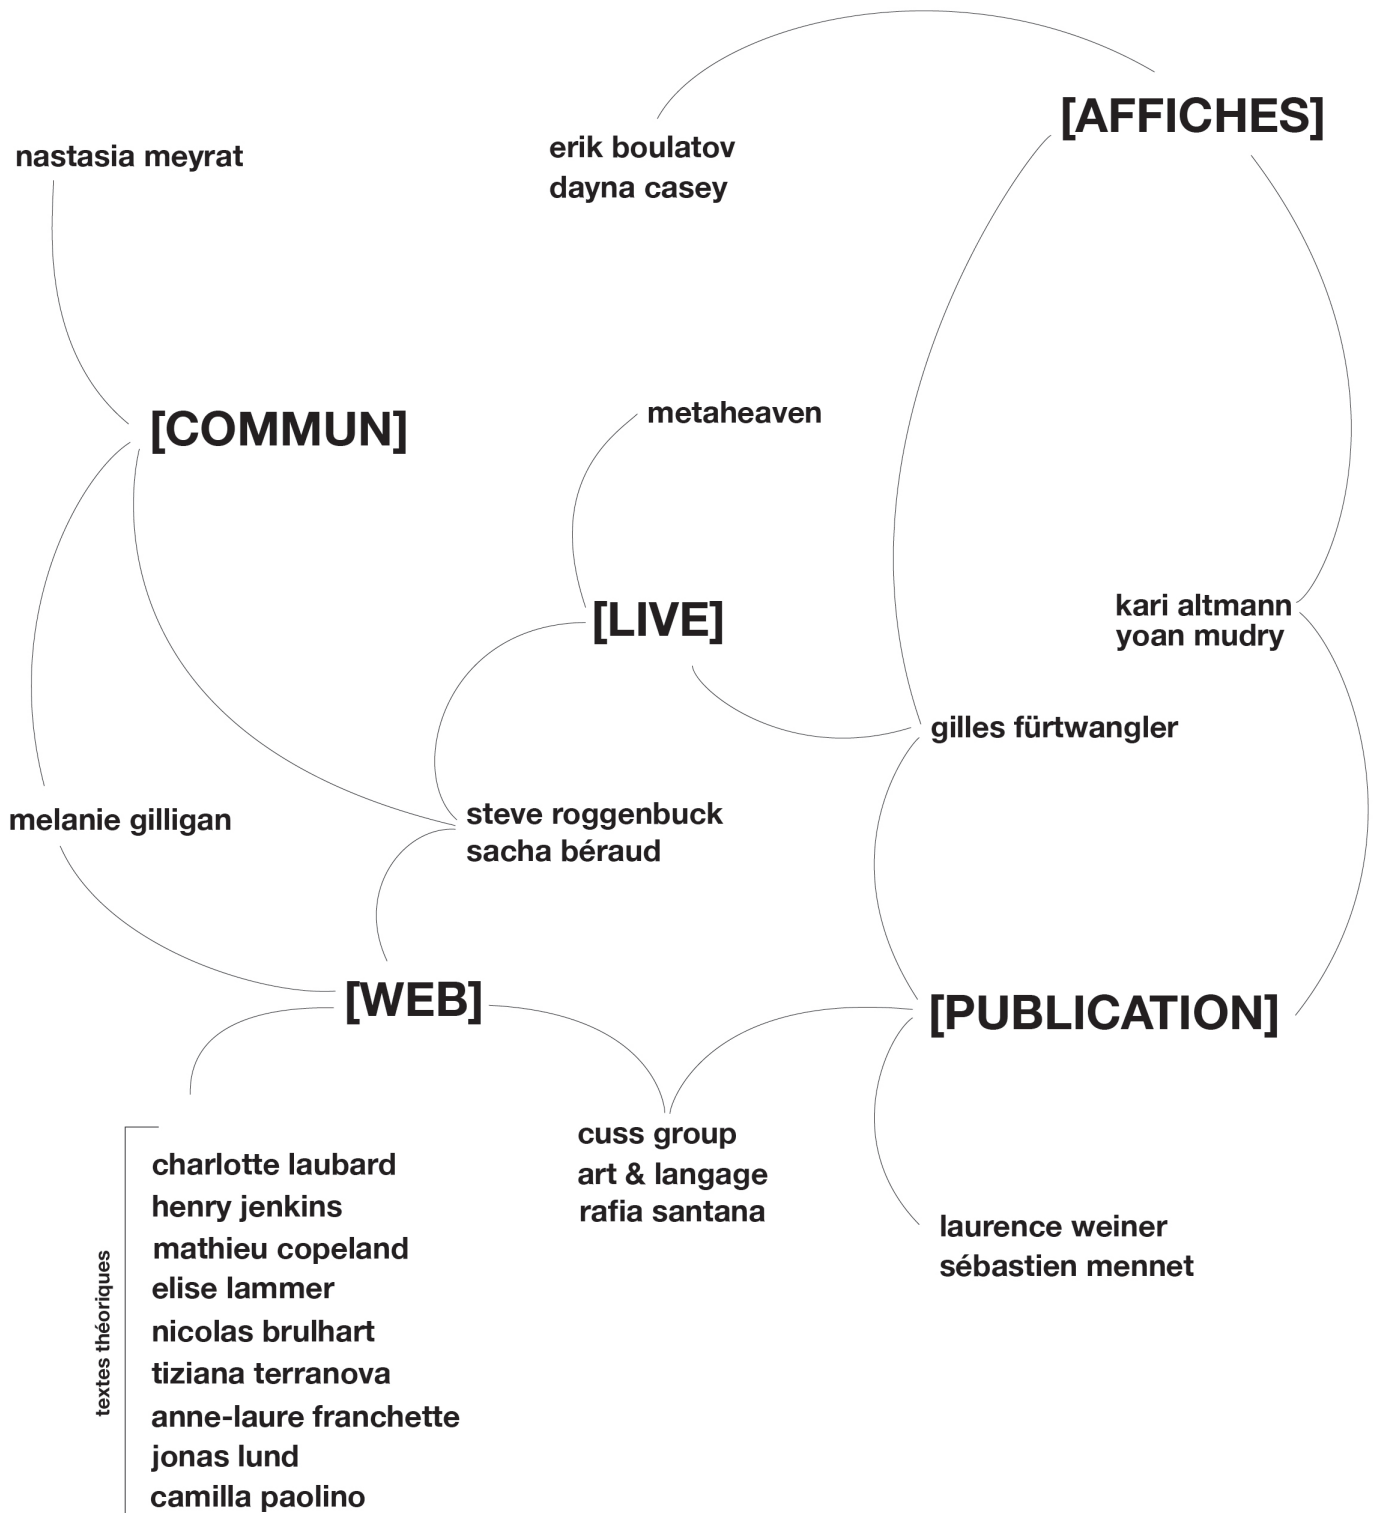 [AFFICHES]
nastasia meyrat
erik boulatov
dayna casey
[COMMUN]
metaheaven
[LIVE]
kari altmann
yoan mudry
gilles fürtwangler
melanie gilligan
steve roggenbuck
sacha béraud
[WEB]
[PUBLICATION]
cuss group
art & langage
rafia santana
laurence weiner
sébastien mennet
textes théoriques
charlotte laubard
henry jenkins
mathieu copeland
elise lammer
nicolas brulhart
tiziana terranova
anne-laure franchette
jonas lund
camilla paolino